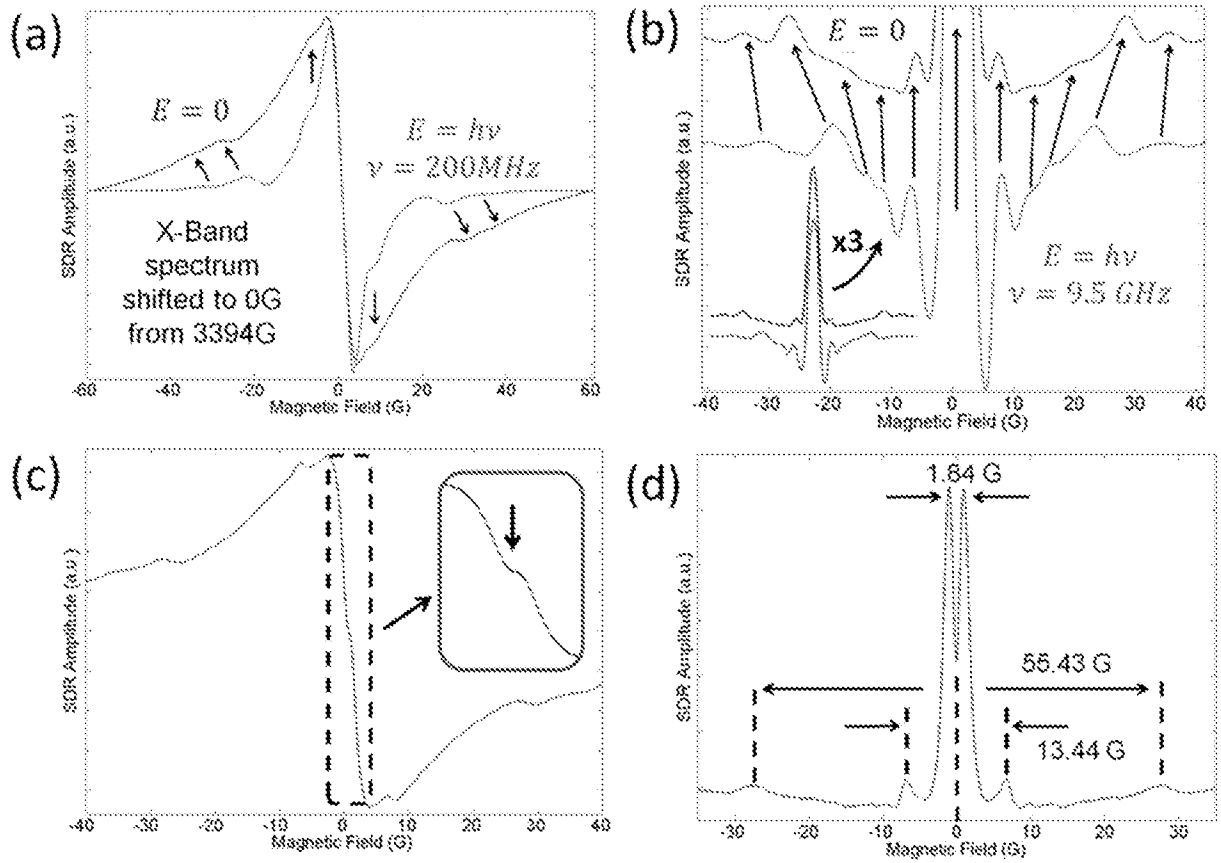 (a)
SDR Amplitude (a.u.)
E = 0
E = hν
ν = 200MHz
X-Band
spectrum
shifted to 0G
from 3394G
-60 -40 -20 0 20 40 60
Magnetic Field (G)
(b)
SDR Amplitude (a.u.)
E = 0
x3
E = hν
ν = 9.5 GHz
-40 -30 -20 -10 0 10 20 30 40
Magnetic Field (G)
(c)
SDR Amplitude (a.u.)
-40 -30 -20 -10 0 10 20 30 40
Magnetic Field (G)
(d)
SDR Amplitude (a.u.)
1.64 G
55.43 G
13.44 G
-30 -20 -10 0 10 20 30
Magnetic Field (G)